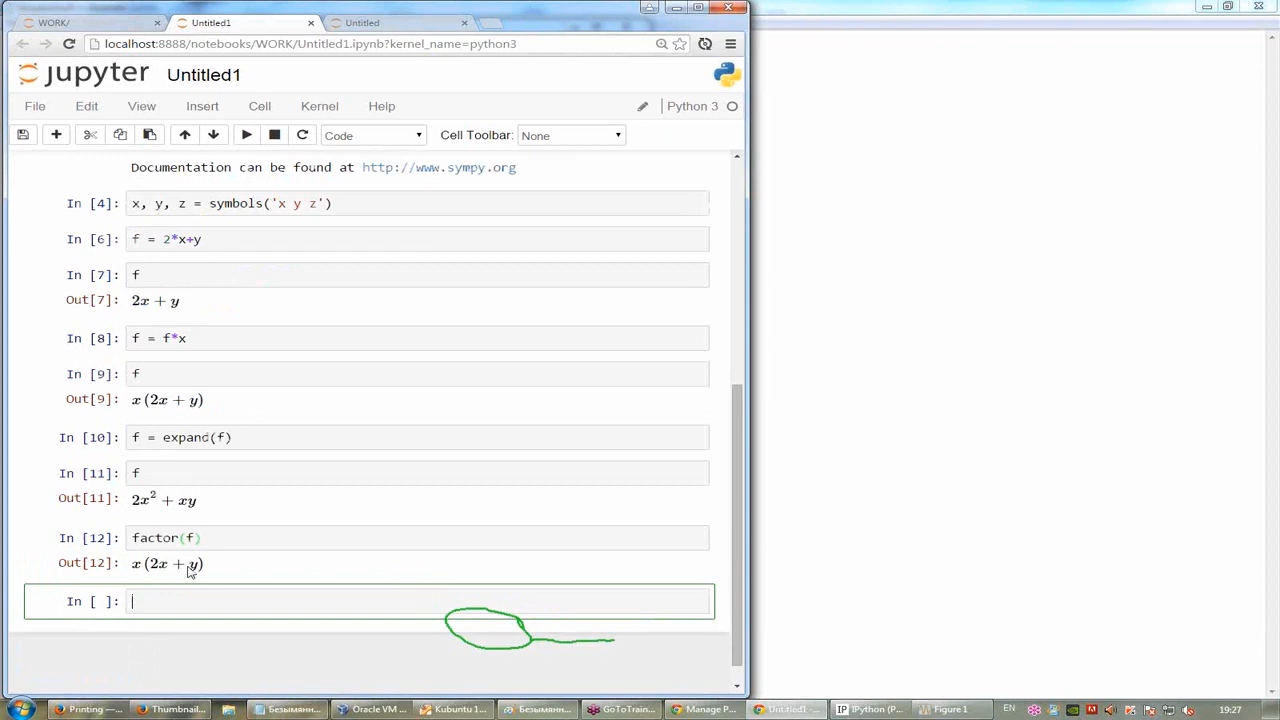 WORK/ Untitled1 Untitled
localhost:8888/notebooks/WORK/Untitled1.ipynb?kernel_name=python3
jupyter Untitled1
File Edit View Insert Cell Kernel Help Python 3
Code Cell Toolbar: None
Documentation can be found at http://www.sympy.org
In [4]: x, y, z = symbols('x y z')
In [6]: f = 2*x+y
In [7]: f
Out[7]: 2x + y
In [8]: f = f*x
In [9]: f
Out[9]: x (2x + y)
In [10]: f = expand(f)
In [11]: f
Out[11]: 2x² + xy
In [12]: factor(f)
Out[12]: x (2x + y)
In [ ]:
Printing —... Thumbnail... Безымянн... Oracle VM ... Kubuntu 1... Безымянн... GoToTrain... Manage P... Untitled1 -... IPython (P... Figure 1 EN 19:27